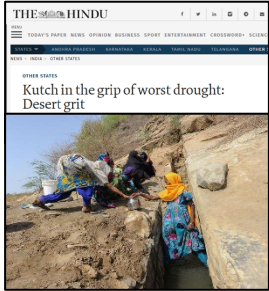 THE HINDU
MENU
TODAY'S PAPER NEWS OPINION BUSINESS SPORT ENTERTAINMENT CROSSWORD+ SCIENC
STATES ANDHRA PRADESH KARNATAKA KERALA TAMIL NADU TELANGANA OTHER
NEWS › INDIA › OTHER STATES
OTHER STATES
Kutch in the grip of worst drought:
Desert grit